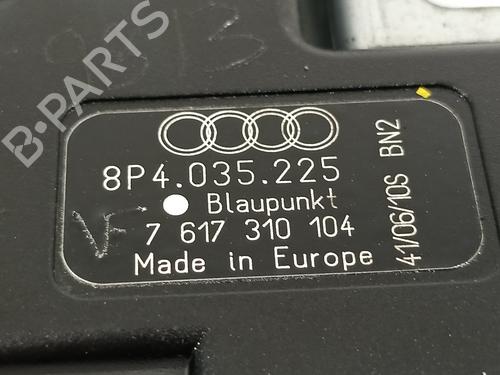 B-PARTS
8P4.035.225
Blaupunkt
VF
7 617 310 104
Made in Europe
41/06/10S BN2